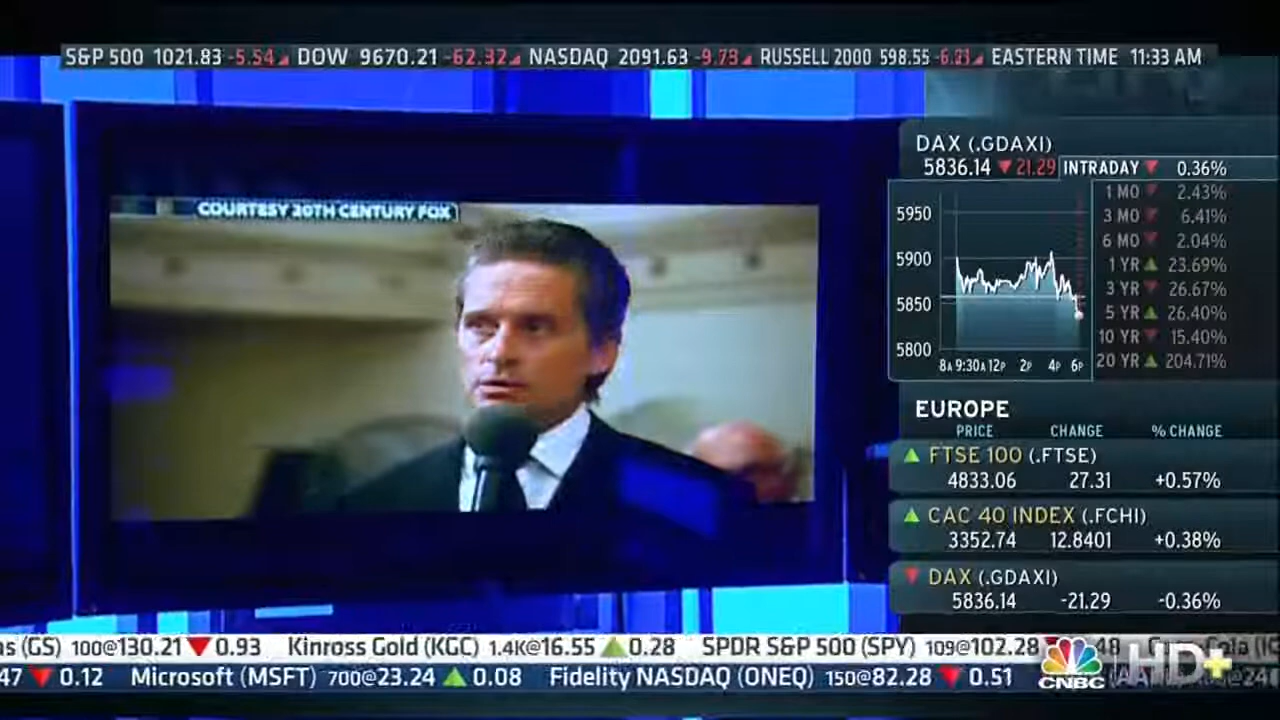 S&P 500 1021.83 -5.54 DOW 9670.21 -62.32 NASDAQ 2091.63 -9.73 RUSSELL 2000 598.55 -6.21 EASTERN TIME 11:33 AM
COURTESY 20TH CENTURY FOX
DAX (.GDAXI)
5836.14 ▼ 21.29 INTRADAY ▼ 0.36%
1 MO ▼ 2.43%
3 MO ▼ 6.41%
6 MO ▼ 2.04%
1 YR ▲ 23.69%
3 YR ▼ 26.67%
5 YR ▲ 26.40%
10 YR ▼ 15.40%
20 YR ▲ 204.71%
5950
5900
5850
5800
8A 9:30A 12P 2P 4P 6P
EUROPE
PRICE CHANGE % CHANGE
▲ FTSE 100 (.FTSE)
4833.06 27.31 +0.57%
▲ CAC 40 INDEX (.FCHI)
3352.74 12.8401 +0.38%
▼ DAX (.GDAXI)
5836.14 -21.29 -0.36%
s (GS) 100@130.21 ▼ 0.93 Kinross Gold (KGC) 1.4K@16.55 ▲ 0.28 SPDR S&P 500 (SPY) 109@102.28 48
47 ▼ 0.12 Microsoft (MSFT) 700@23.24 ▲ 0.08 Fidelity NASDAQ (ONEQ) 150@82.28 ▼ 0.51
CNBC HD+